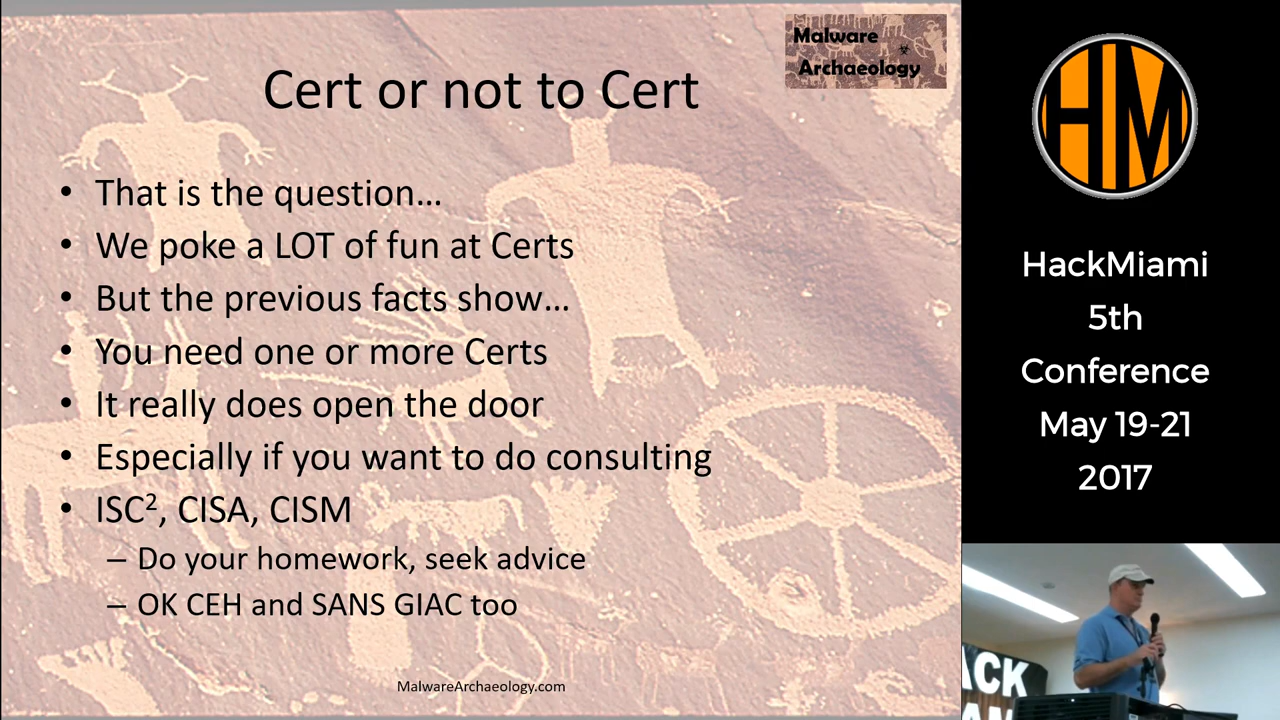 Malware
Archaeology
Cert or not to Cert
• That is the question…
• We poke a LOT of fun at Certs
• But the previous facts show…
• You need one or more Certs
• It really does open the door
• Especially if you want to do consulting
• ISC², CISA, CISM
– Do your homework, seek advice
– OK CEH and SANS GIAC too
MalwareArchaeology.com
HM
HackMiami
5th
Conference
May 19-21
2017
ACK